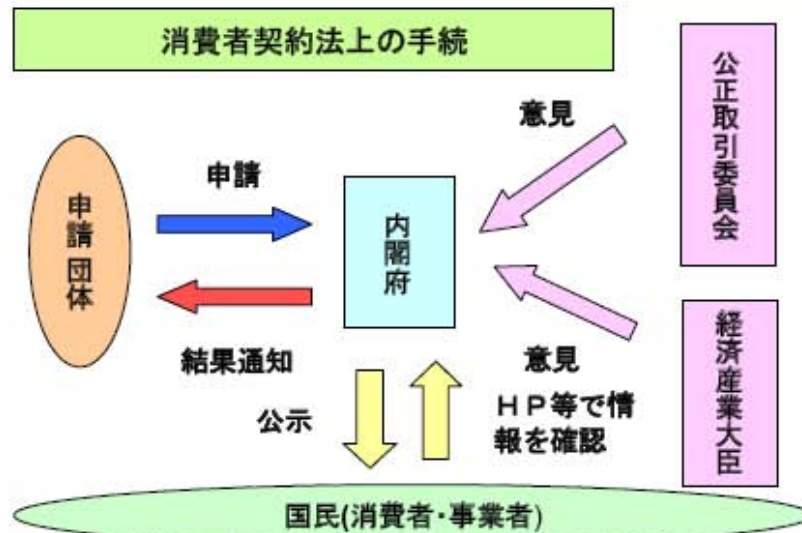 消費者契約法上の手続
公正取引委員会
意見
申請
申請団体
内閣府
結果通知
意見
経済産業大臣
公示
ＨＰ等で情
報を確認
国民(消費者・事業者)